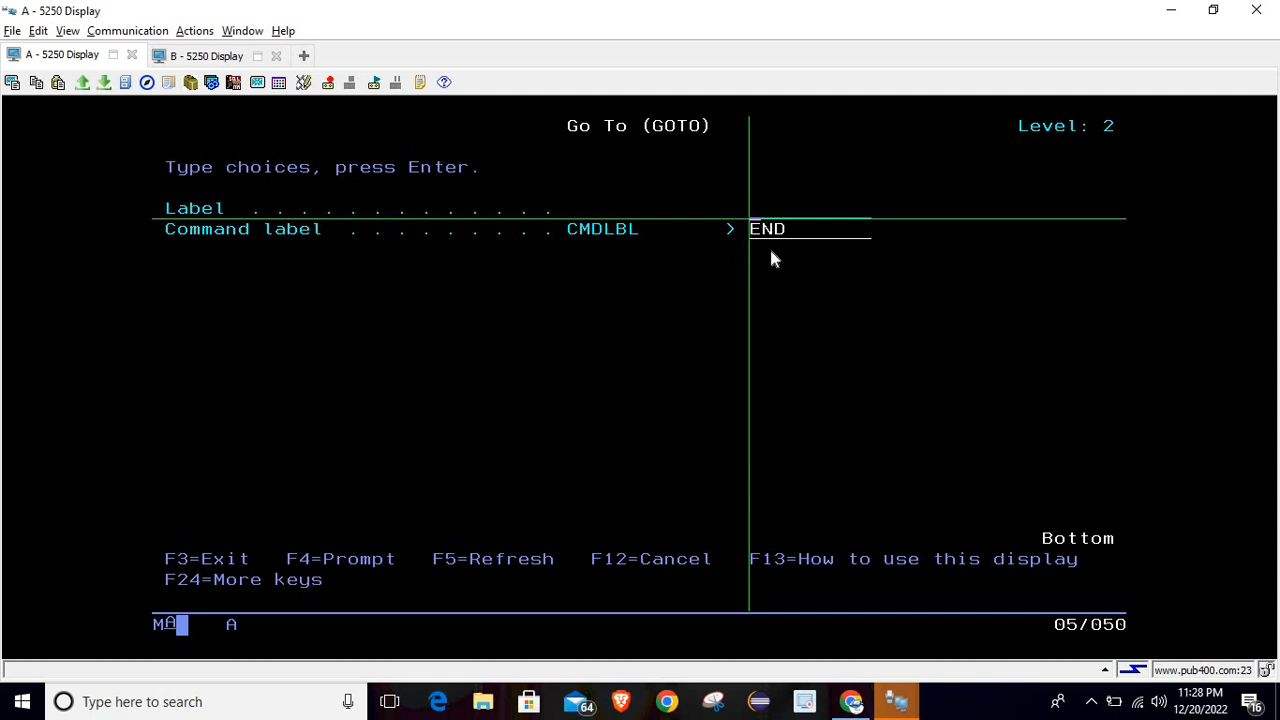 A - 5250 Display
File Edit View Communication Actions Window Help
A - 5250 Display B - 5250 Display
Go To (GOTO) Level: 2
Type choices, press Enter.
Label . . . . . . . . . . . . .
Command label . . . . . . . . . CMDLBL > END
Bottom
F3=Exit F4=Prompt F5=Refresh F12=Cancel F13=How to use this display
F24=More keys
MA A 05/050
www.pub400.com:23
Type here to search 64 11:28 PM
12/20/2022 16